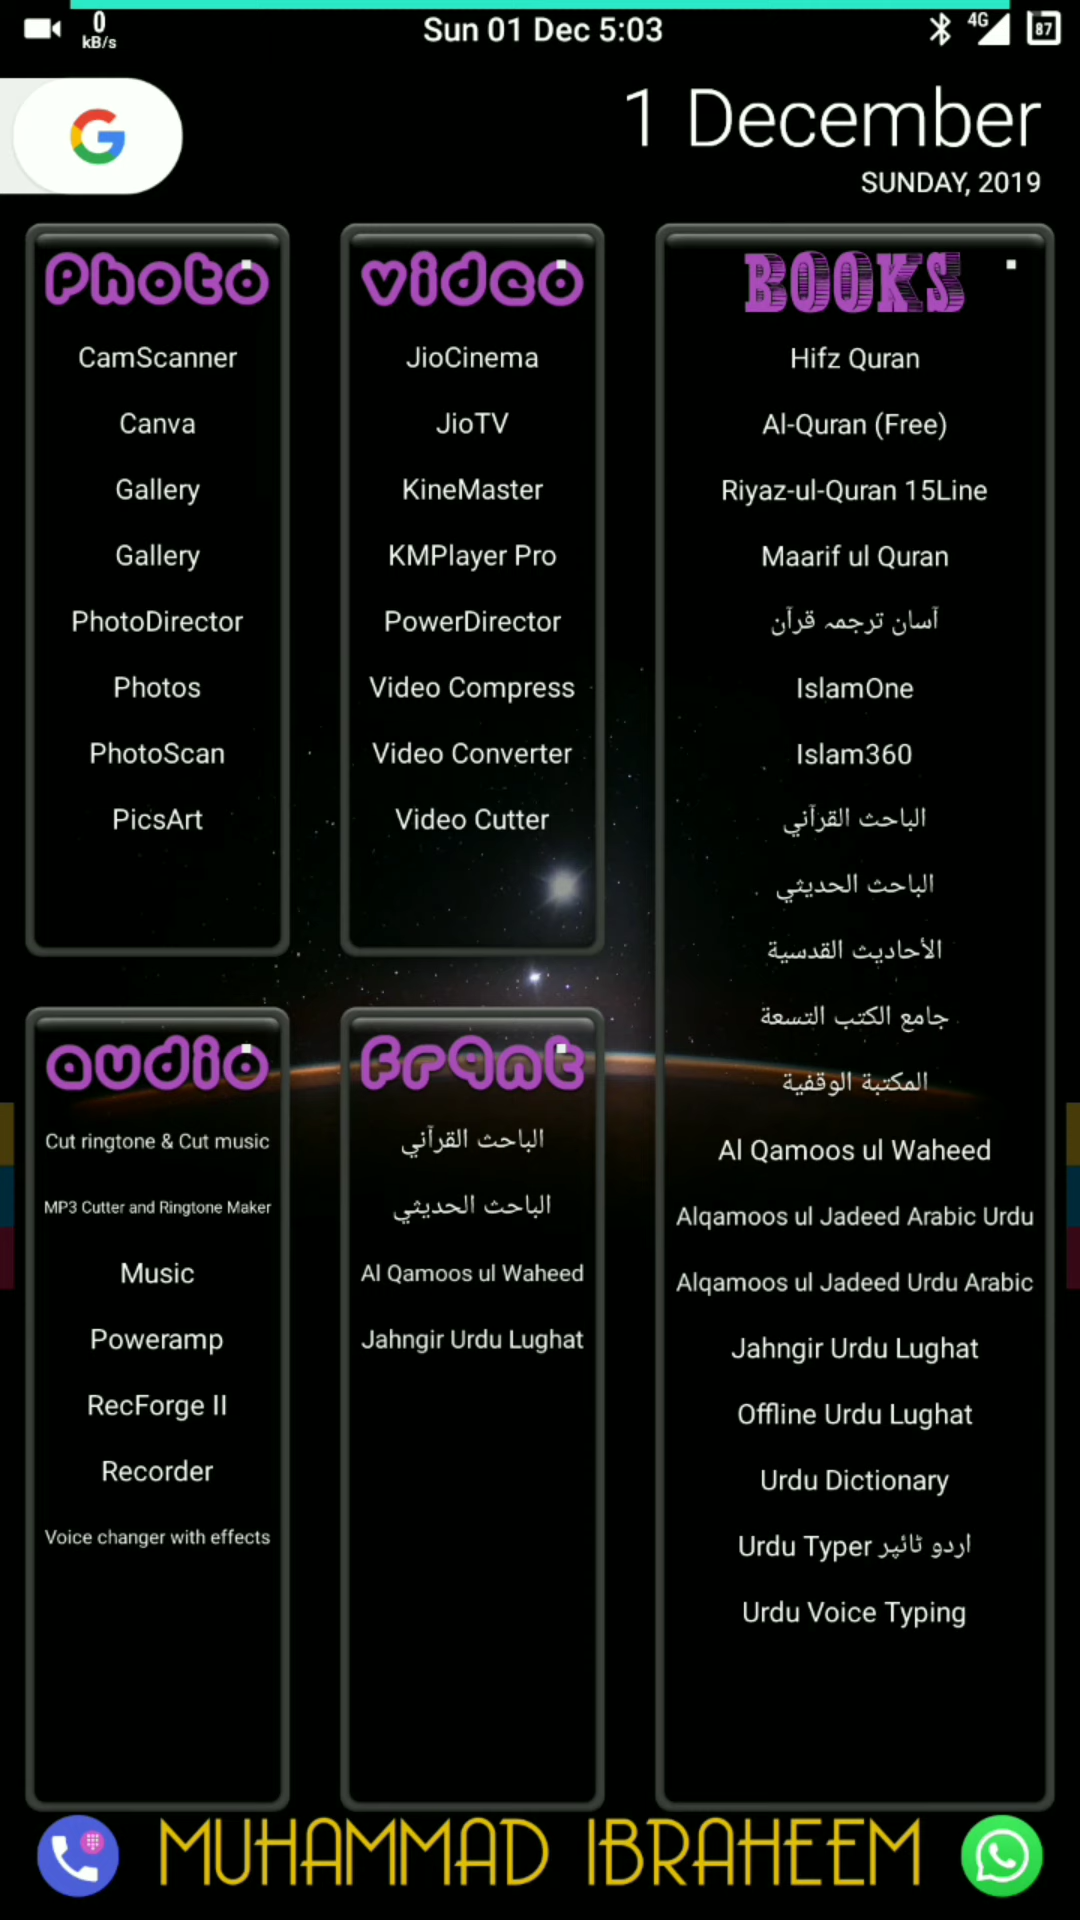 0
kB/s
Sun 01 Dec 5:03
4G
87
G
1 December
SUNDAY, 2019
Photo
CamScanner
Canva
Gallery
Gallery
PhotoDirector
Photos
PhotoScan
PicsArt
video
JioCinema
JioTV
KineMaster
KMPlayer Pro
PowerDirector
Video Compress
Video Converter
Video Cutter
BOOKS
Hifz Quran
Al-Quran (Free)
Riyaz-ul-Quran 15Line
Maarif ul Quran
آسان ترجمہ قرآن
IslamOne
Islam360
الباحث القرآني
الباحث الحديثي
الأحاديث القدسية
جامع الكتب التسعة
المكتبة الوقفية
Al Qamoos ul Waheed
Alqamoos ul Jadeed Arabic Urdu
Alqamoos ul Jadeed Urdu Arabic
Jahngir Urdu Lughat
Offline Urdu Lughat
Urdu Dictionary
Urdu Typer اردو ٹائپر
Urdu Voice Typing
audio
Cut ringtone & Cut music
MP3 Cutter and Ringtone Maker
Music
Poweramp
RecForge II
Recorder
Voice changer with effects
Frqnt
الباحث القرآني
الباحث الحديثي
Al Qamoos ul Waheed
Jahngir Urdu Lughat
MUHAMMAD IBRAHEEM